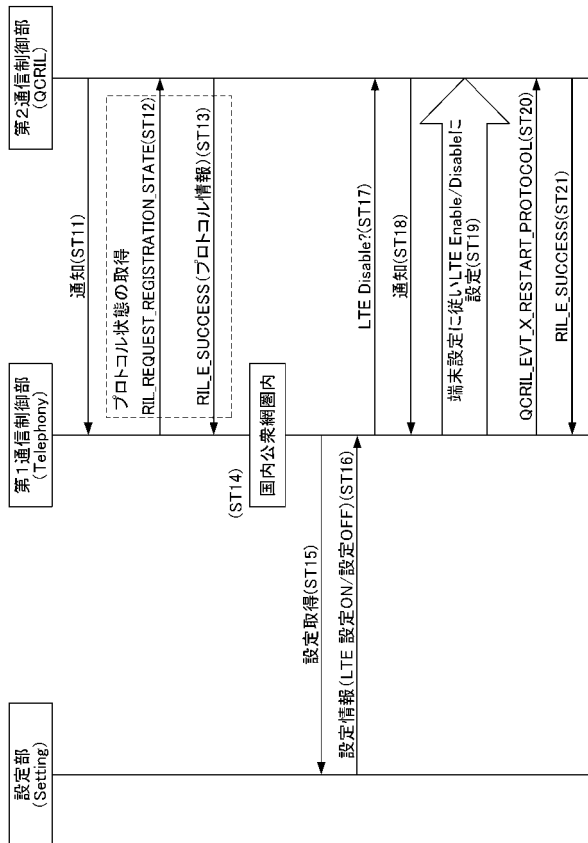 設定部
(Setting)
第1通信制御部
(Telephony)
第2通信制御部
(QCRIL)
通知(ST11)
プロトコル状態の取得
RIL_REQUEST_REGISTRATION_STATE(ST12)
RIL_E_SUCCESS(プロトコル情報)(ST13)
(ST14)
国内公衆網圏内
設定取得(ST15)
設定情報(LTE 設定ON/設定OFF)(ST16)
LTE Disable?(ST17)
通知(ST18)
端末設定に従いLTE Enable/Disableに
設定(ST19)
QCRIL_EVT_X_RESTART_PROTOCOL(ST20)
RIL_E_SUCCESS(ST21)